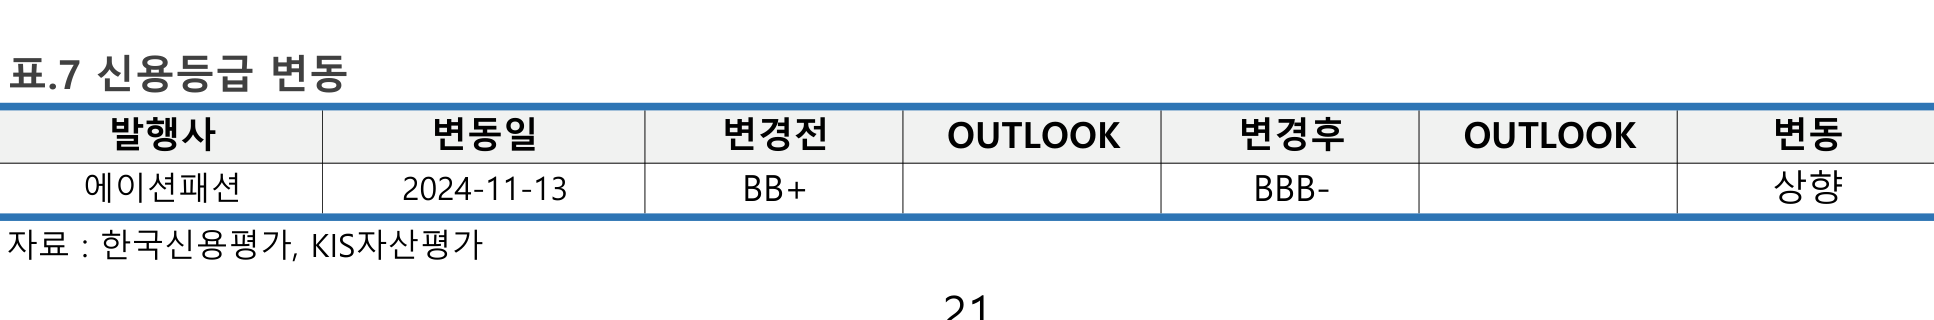 표.7 신용등급 변동
발행사 변동일 변경전 OUTLOOK 변경후 OUTLOOK 변동
에이션패션 2024-11-13 BB+ BBB- 상향
자료 : 한국신용평가, KIS자산평가
21